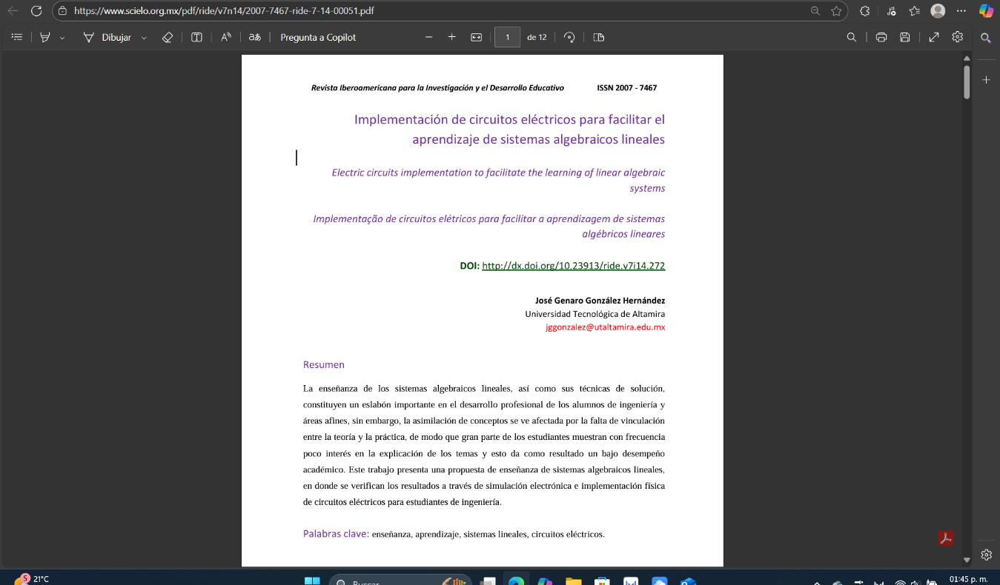 https://www.scielo.org.mx/pdf/ride/v7n14/2007-7467-ride-7-14-00051.pdf
Dibujar
aあ
Pregunta a Copilot
1
de 12
Revista Iberoamericana para la Investigación y el Desarrollo Educativo ISSN 2007 - 7467
Implementación de circuitos eléctricos para facilitar el
aprendizaje de sistemas algebraicos lineales
Electric circuits implementation to facilitate the learning of linear algebraic
systems
Implementação de circuitos elétricos para facilitar a aprendizagem de sistemas
algébricos lineares
DOI: http://dx.doi.org/10.23913/ride.v7i14.272
José Genaro González Hernández
Universidad Tecnológica de Altamira
jggonzalez@utaltamira.edu.mx
Resumen
La enseñanza de los sistemas algebraicos lineales, así como sus técnicas de solución,
constituyen un eslabón importante en el desarrollo profesional de los alumnos de ingeniería y
áreas afines, sin embargo, la asimilación de conceptos se ve afectada por la falta de vinculación
entre la teoría y la práctica, de modo que gran parte de los estudiantes muestran con frecuencia
poco interés en la explicación de los temas y esto da como resultado un bajo desempeño
académico. Este trabajo presenta una propuesta de enseñanza de sistemas algebraicos lineales,
en donde se verifican los resultados a través de simulación electrónica e implementación física
de circuitos eléctricos para estudiantes de ingeniería.
Palabras clave: enseñanza, aprendizaje, sistemas lineales, circuitos eléctricos.
5
21°C
Buscar
01:45 p. m.